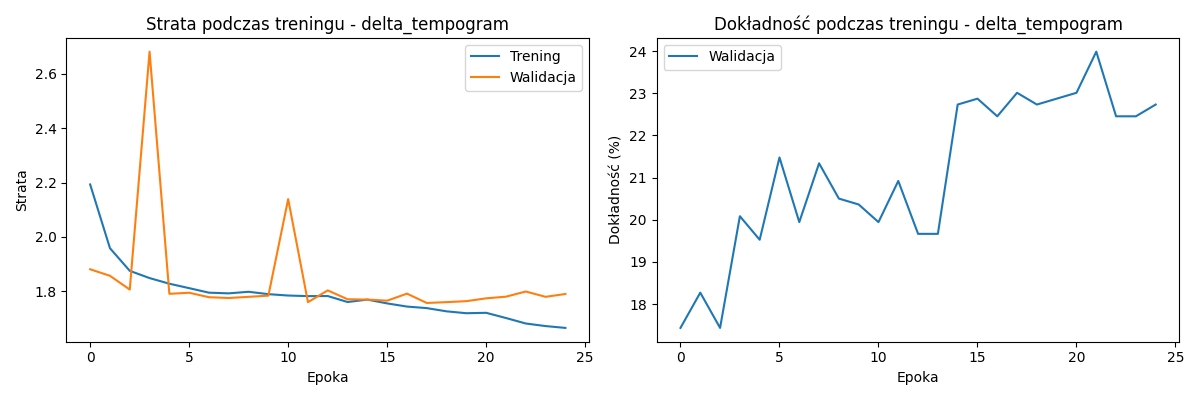 Strata podczas treningu - delta_tempogram
Trening
Walidacja
2.6
2.4
2.2
2.0
1.8
Strata
0 5 10 15 20 25
Epoka
Dokładność podczas treningu - delta_tempogram
Walidacja
24
23
22
21
20
19
18
Dokładność (%)
0 5 10 15 20 25
Epoka